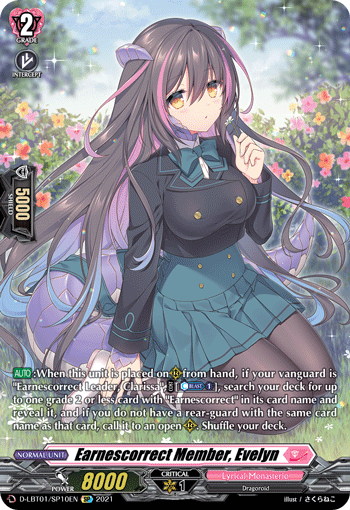 2
GRADE
INTERCEPT
5000
SHIELD
AUTO:When this unit is placed on R from hand, if your vanguard is
"Earnescorrect Leader, Clarissa", COST [COUNTER BLAST 1], search your deck for up
to one grade 2 or less card with "Earnescorrect" in its card name and
reveal it, and if you do not have a rear-guard with the same card
name as that card, call it to an open R. Shuffle your deck.
NORMAL UNIT
Earnescorrect Member, Evelyn
POWER
8000
CRITICAL
1
Lyrical Monasterio
Dragoroid
D-LBT01/SP10EN SP 2021
illust / さくらねこ